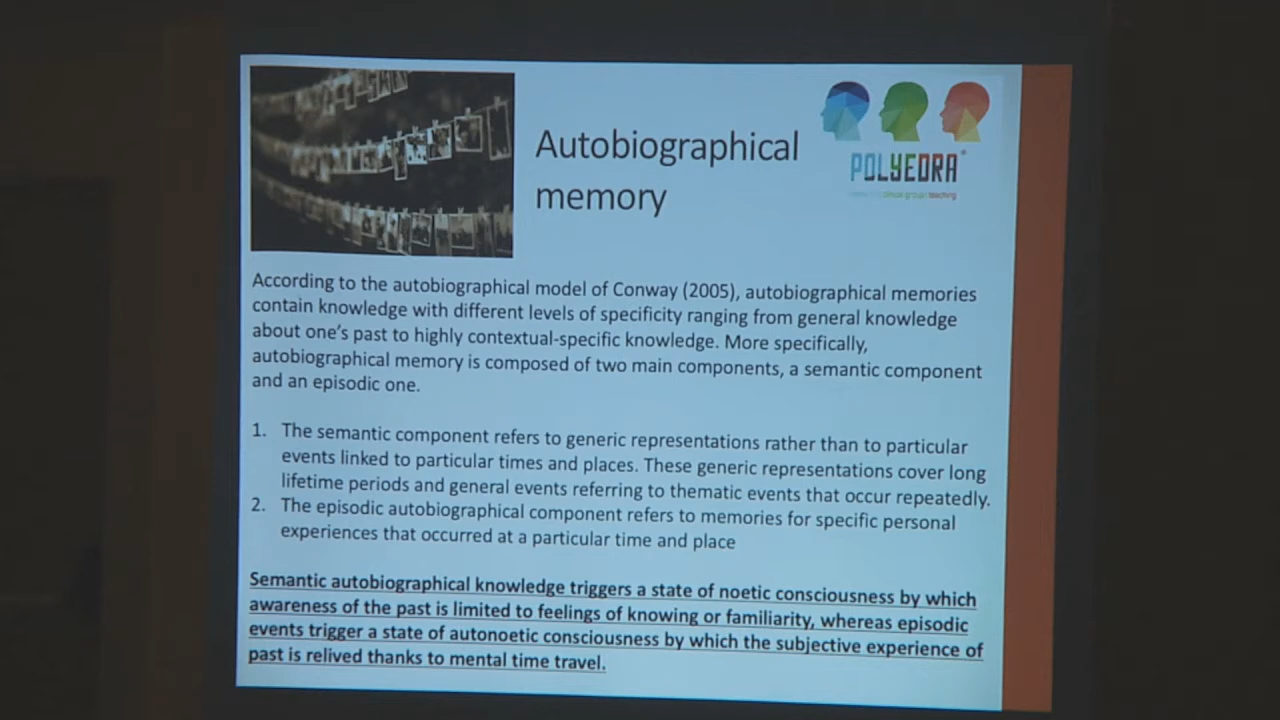 Autobiographical
memory
POLYEDRA
According to the autobiographical model of Conway (2005), autobiographical memories
contain knowledge with different levels of specificity ranging from general knowledge
about one's past to highly contextual-specific knowledge. More specifically,
autobiographical memory is composed of two main components, a semantic component
and an episodic one.
1. The semantic component refers to generic representations rather than to particular
events linked to particular times and places. These generic representations cover long
lifetime periods and general events referring to thematic events that occur repeatedly.
2. The episodic autobiographical component refers to memories for specific personal
experiences that occurred at a particular time and place
Semantic autobiographical knowledge triggers a state of noetic consciousness by which
awareness of the past is limited to feelings of knowing or familiarity, whereas episodic
events trigger a state of autonoetic consciousness by which the subjective experience of
past is relived thanks to mental time travel.